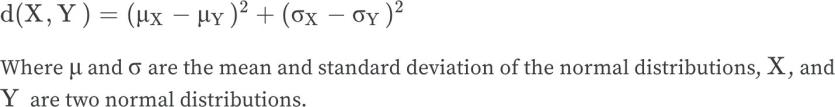 d(X, Y ) = (μX − μY )² + (σX − σY )²
Where μ and σ are the mean and standard deviation of the normal distributions, X, and
Y are two normal distributions.